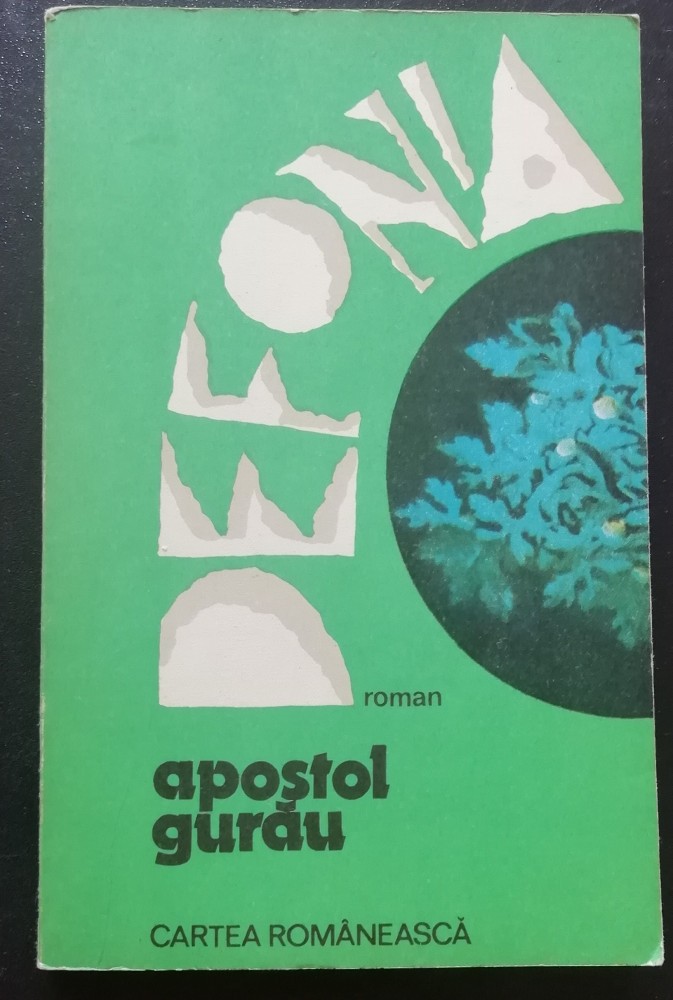 DEFONIA
roman
apostol
gurău
CARTEA ROMÂNEASCĂ